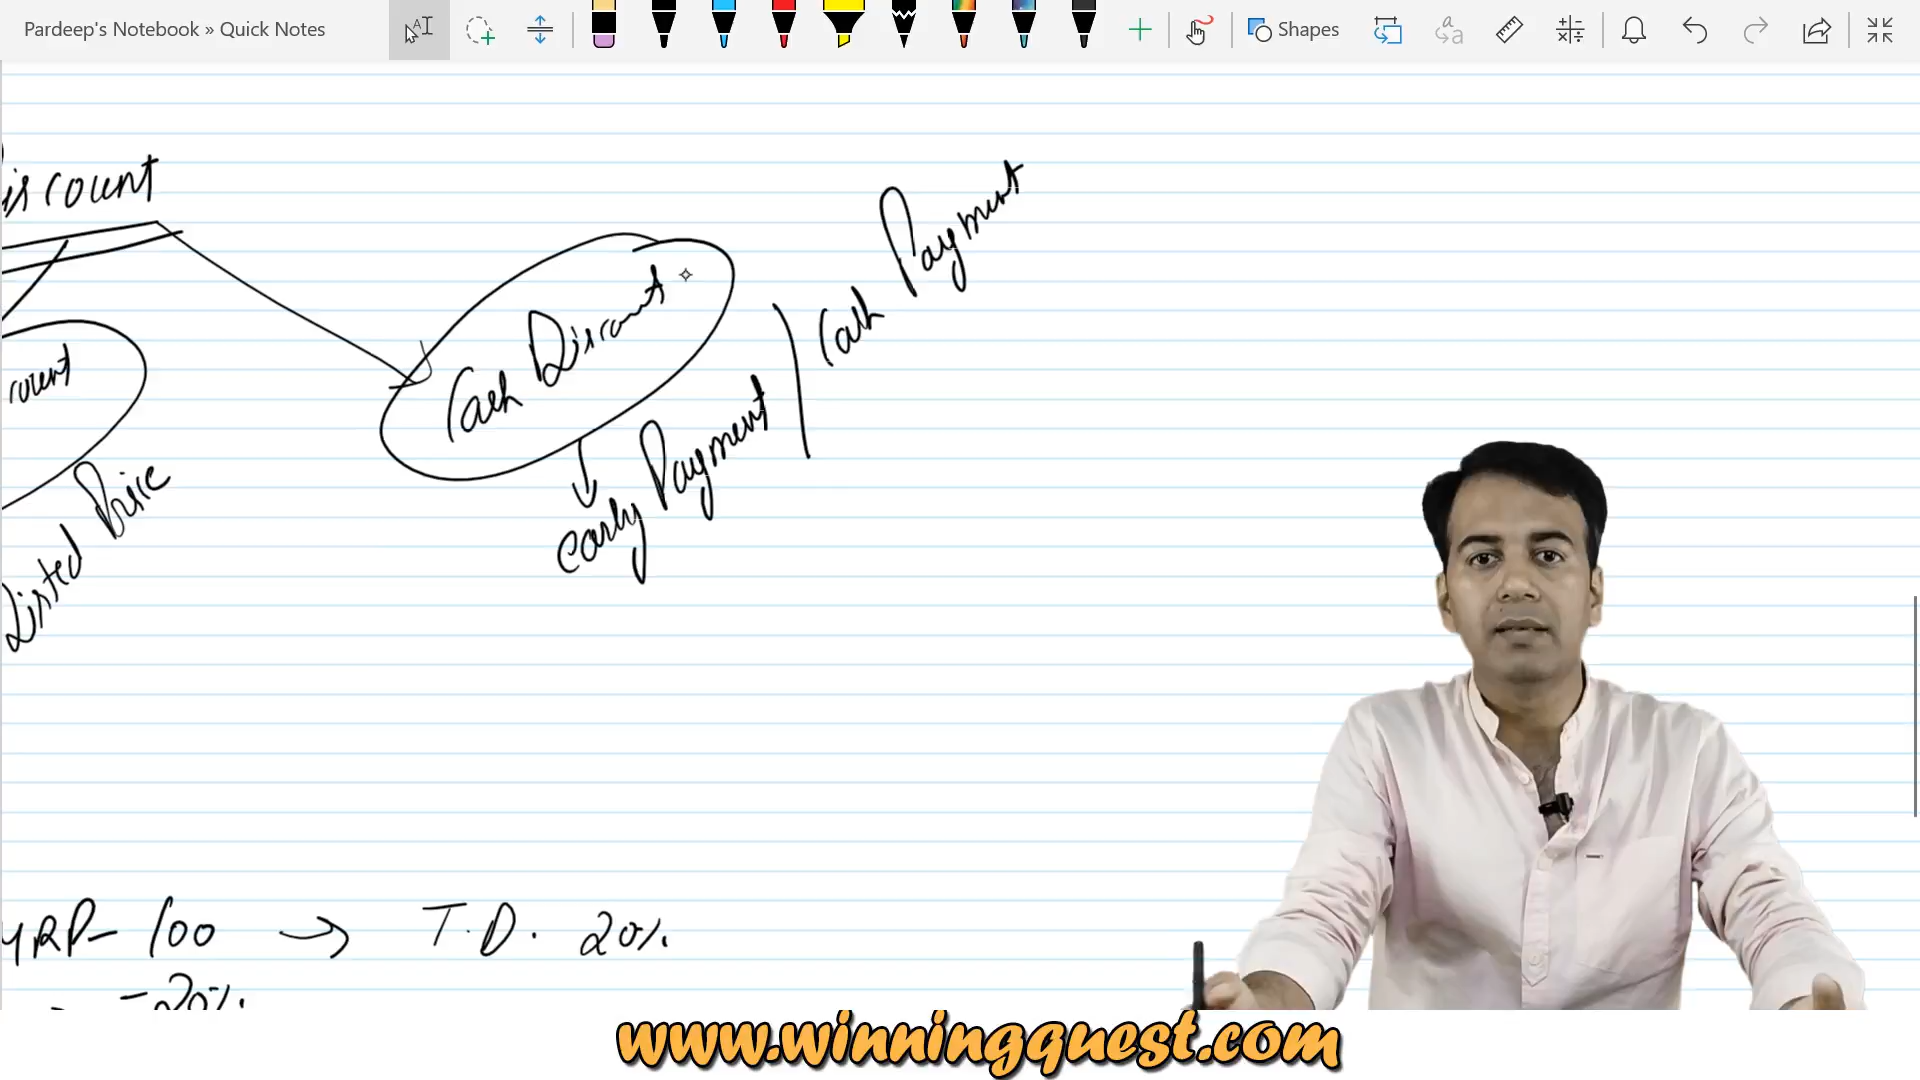 Pardeep's Notebook » Quick Notes
Shapes
iscount
count
Listed Price
Cash Discount
early Payment / Cash Payment
MRP- 100 → T.D. 20%
-20%
www.winningquest.com